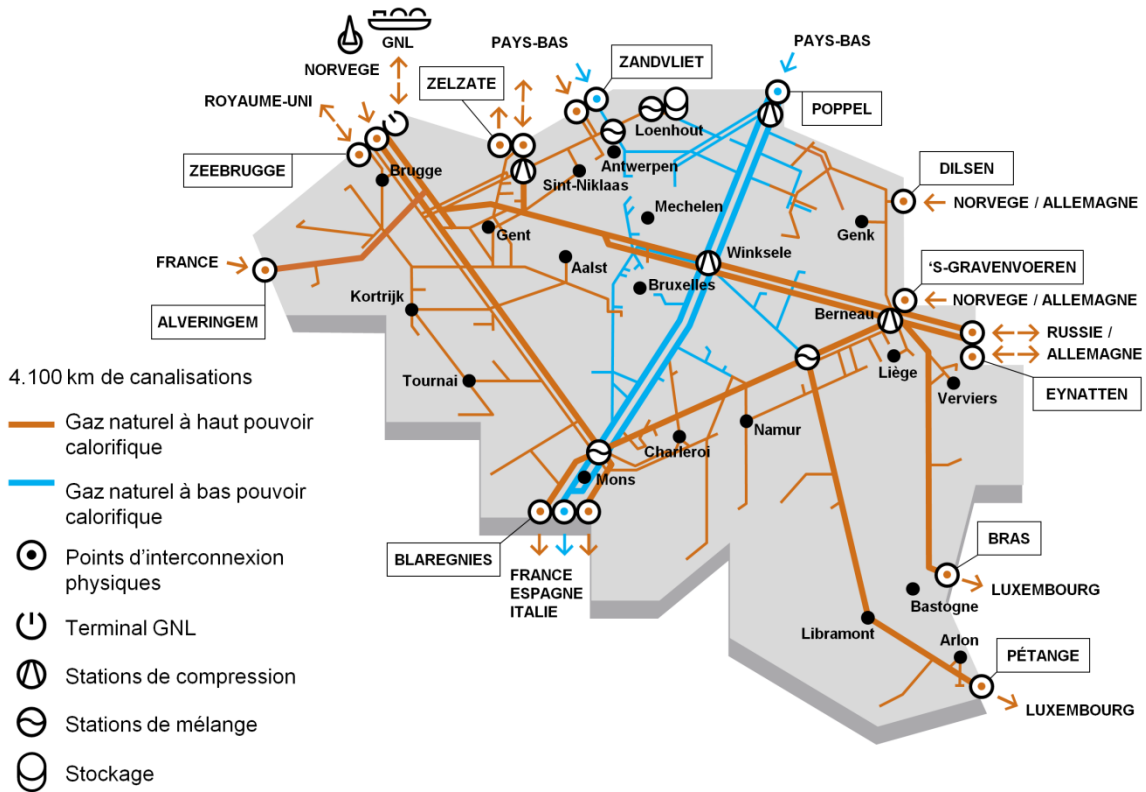 GNL
NORVEGE
PAYS-BAS
ZANDVLIET
PAYS-BAS
ROYAUME-UNI
ZELZATE
POPPEL
Loenhout
ZEEBRUGGE
Brugge
Antwerpen
Sint-Niklaas
DILSEN
NORVEGE / ALLEMAGNE
Mechelen
Genk
Gent
Winksele
Aalst
FRANCE
Bruxelles
‘S-GRAVENVOEREN
NORVEGE / ALLEMAGNE
Kortrijk
Berneau
ALVERINGEM
RUSSIE /
ALLEMAGNE
4.100 km de canalisations
Tournai
Liège
Verviers
EYNATTEN
Gaz naturel à haut pouvoir
calorifique
Namur
Charleroi
Mons
Gaz naturel à bas pouvoir
calorifique
Points d’interconnexion
physiques
BLAREGNIES
FRANCE
ESPAGNE
ITALIE
BRAS
LUXEMBOURG
Bastogne
Terminal GNL
Libramont
Arlon
PÉTANGE
LUXEMBOURG
Stations de compression
Stations de mélange
Stockage